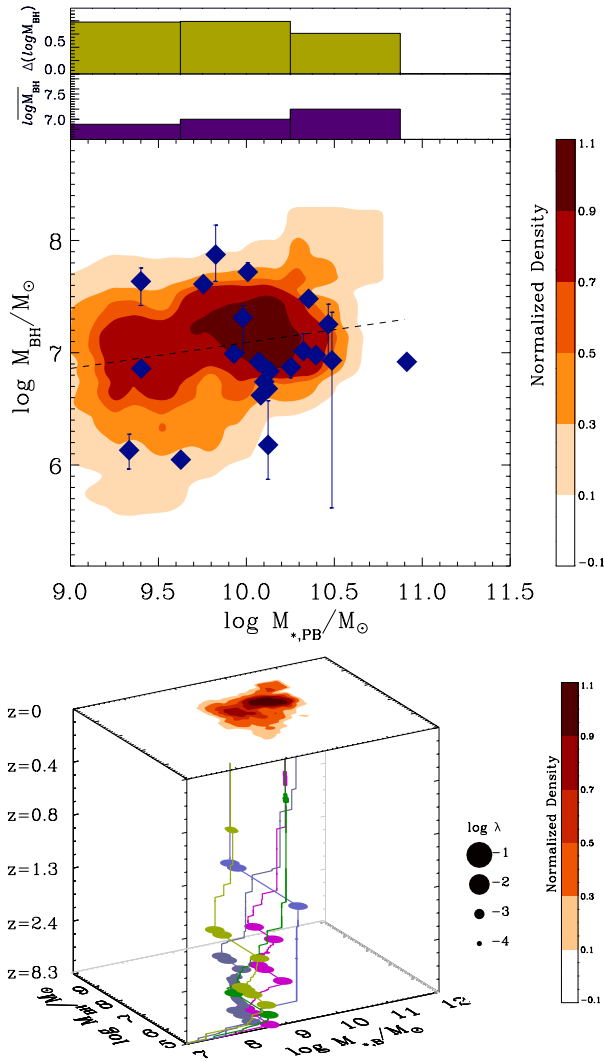 Δ(logM_BH)
0.5
0.0
logM_BH
7.5
7.0
log M_BH/M_⊙
8
7
6
9.0 9.5 10.0 10.5 11.0 11.5
log M_*,PB/M_⊙
Normalized Density
1.1
0.9
0.7
0.5
0.3
0.1
-0.1
z=0
z=0.4
z=0.8
z=1.3
z=2.4
z=8.3
log λ
-1
-2
-3
-4
log M_BH/M_⊙
7 8 9 10 11 12
log M_*,PB/M_⊙
Normalized Density
1.1
0.9
0.7
0.5
0.3
0.1
-0.1